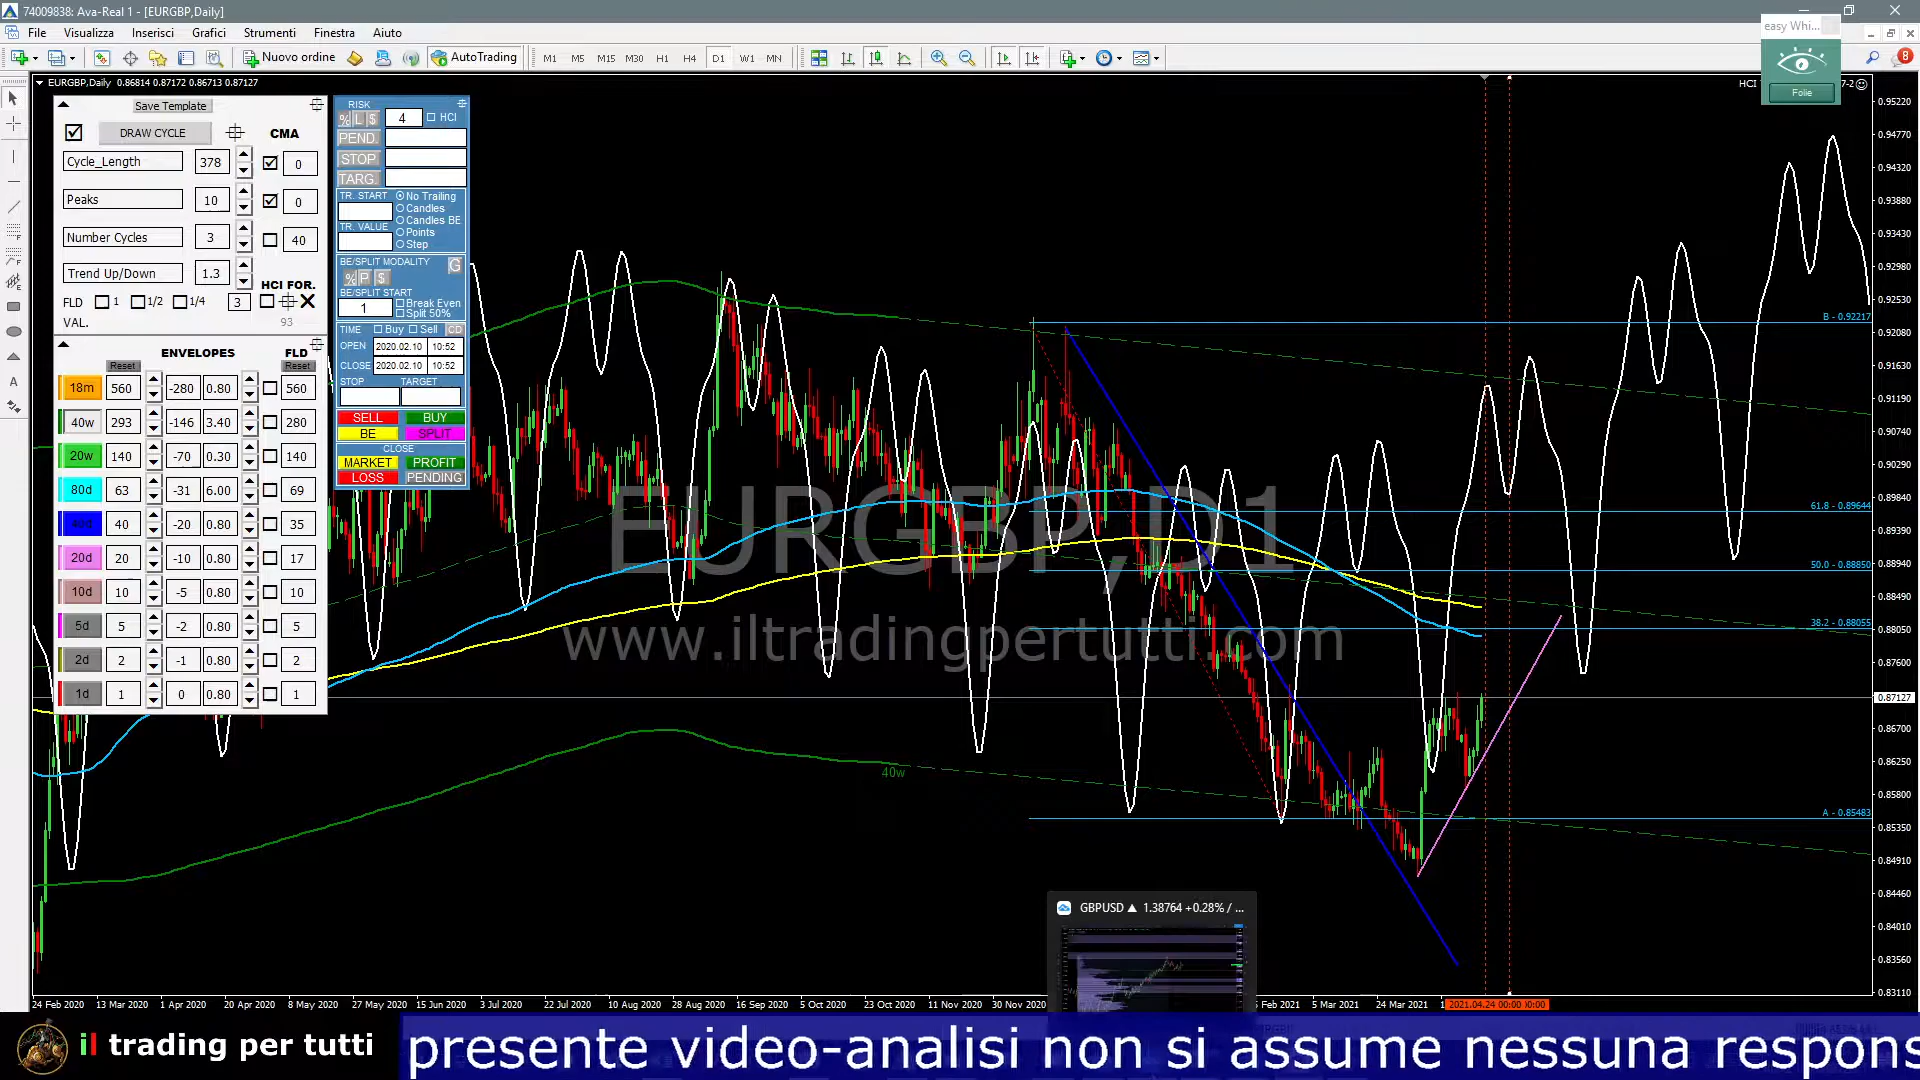 74009838: Ava-Real 1 - [EURGBP,Daily]
File Visualizza Inserisci Grafici Strumenti Finestra Aiuto
easy Whi...
Folie
Nuovo ordine AutoTrading M1 M5 M15 M30 H1 H4 D1 W1 MN
8
EURGBP,Daily 0.86814 0.87172 0.86713 0.87127
HCI
7-2
Save Template
DRAW CYCLE CMA
Cycle_Length 378 0
Peaks 10 0
Number Cycles 3 40
Trend Up/Down 1.3 HCI FOR.
FLD 1 1/2 1/4 3
VAL. 93
ENVELOPES FLD
Reset Reset
18m 560 -280 0.80 560
40w 293 -146 3.40 280
20w 140 -70 0.30 140
80d 63 -31 6.00 69
40d 40 -20 0.80 35
20d 20 -10 0.80 17
10d 10 -5 0.80 10
5d 5 -2 0.80 5
2d 2 -1 0.80 2
1d 1 0 0.80 1
RISK
% L $ 4 HCI
PEND.
STOP
TARG.
TR. START No Trailing
Candles
Candles BE
TR. VALUE Points
Step
BE/SPLIT MODALITY G
% P $
BE/SPLIT START
1 Break Even
Split 50%
TIME Buy Sell CD
OPEN 2020.02.10 10:52
CLOSE 2020.02.10 10:52
STOP TARGET
SELL BUY
BE SPLIT
CLOSE
MARKET PROFIT
LOSS PENDING
EURGBP,D1
www.iltradingpertutti.com
40w
B - 0.92217
61.8 - 0.89644
50.0 - 0.88850
38.2 - 0.88055
A - 0.85483
0.95220
0.94770
0.94320
0.93880
0.93430
0.92980
0.92530
0.92080
0.91630
0.91190
0.90740
0.90290
0.89840
0.89390
0.88940
0.88490
0.88050
0.87600
0.87127
0.86700
0.86250
0.85800
0.85350
0.84910
0.84460
0.84010
0.83560
0.83110
GBPUSD ▲ 1.38764 +0.28% / ...
24 Feb 2020 13 Mar 2020 1 Apr 2020 20 Apr 2020 8 May 2020 27 May 2020 15 Jun 2020 3 Jul 2020 22 Jul 2020 10 Aug 2020 28 Aug 2020 16 Sep 2020 5 Oct 2020 23 Oct 2020 11 Nov 2020 30 Nov 2020 Feb 2021 5 Mar 2021 24 Mar 2021 2021.04.24 00:00
il trading per tutti
presente video-analisi non si assume nessuna respons